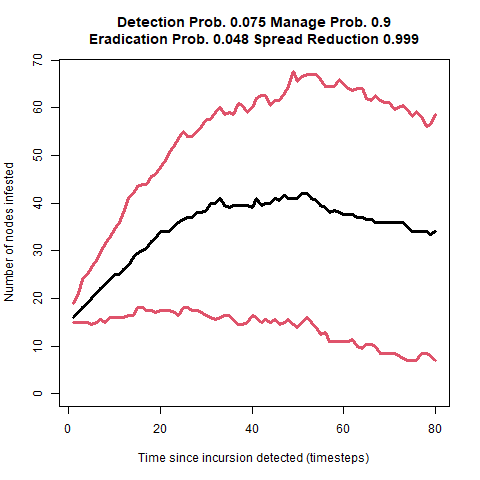 Detection Prob. 0.075 Manage Prob. 0.9
Eradication Prob. 0.048 Spread Reduction 0.999
Number of nodes infested
70
60
50
40
30
20
10
0
0 20 40 60 80
Time since incursion detected (timesteps)